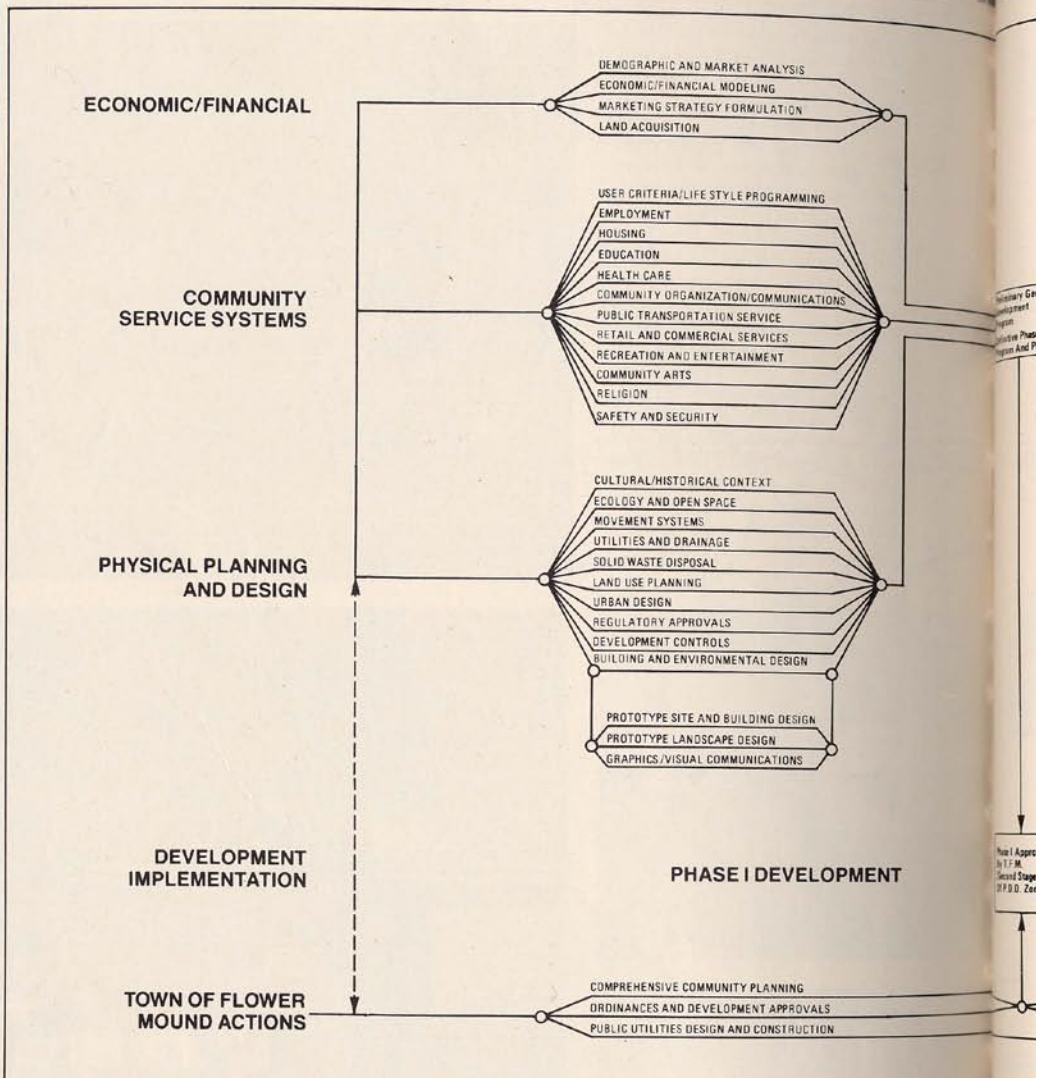 ECONOMIC/FINANCIAL
DEMOGRAPHIC AND MARKET ANALYSIS
ECONOMIC/FINANCIAL MODELING
MARKETING STRATEGY FORMULATION
LAND ACQUISITION
COMMUNITY
SERVICE SYSTEMS
USER CRITERIA/LIFE STYLE PROGRAMMING
EMPLOYMENT
HOUSING
EDUCATION
HEALTH CARE
COMMUNITY ORGANIZATION/COMMUNICATIONS
PUBLIC TRANSPORTATION SERVICE
RETAIL AND COMMERCIAL SERVICES
RECREATION AND ENTERTAINMENT
COMMUNITY ARTS
RELIGION
SAFETY AND SECURITY
PHYSICAL PLANNING
AND DESIGN
CULTURAL/HISTORICAL CONTEXT
ECOLOGY AND OPEN SPACE
MOVEMENT SYSTEMS
UTILITIES AND DRAINAGE
SOLID WASTE DISPOSAL
LAND USE PLANNING
URBAN DESIGN
REGULATORY APPROVALS
DEVELOPMENT CONTROLS
BUILDING AND ENVIRONMENTAL DESIGN
PROTOTYPE SITE AND BUILDING DESIGN
PROTOTYPE LANDSCAPE DESIGN
GRAPHICS/VISUAL COMMUNICATIONS
DEVELOPMENT
IMPLEMENTATION
PHASE I DEVELOPMENT
Phase I
By T.F.M.
Second Stage
Of P.D.D.
TOWN OF FLOWER
MOUND ACTIONS
COMPREHENSIVE COMMUNITY PLANNING
ORDINANCES AND DEVELOPMENT APPROVALS
PUBLIC UTILITIES DESIGN AND CONSTRUCTION